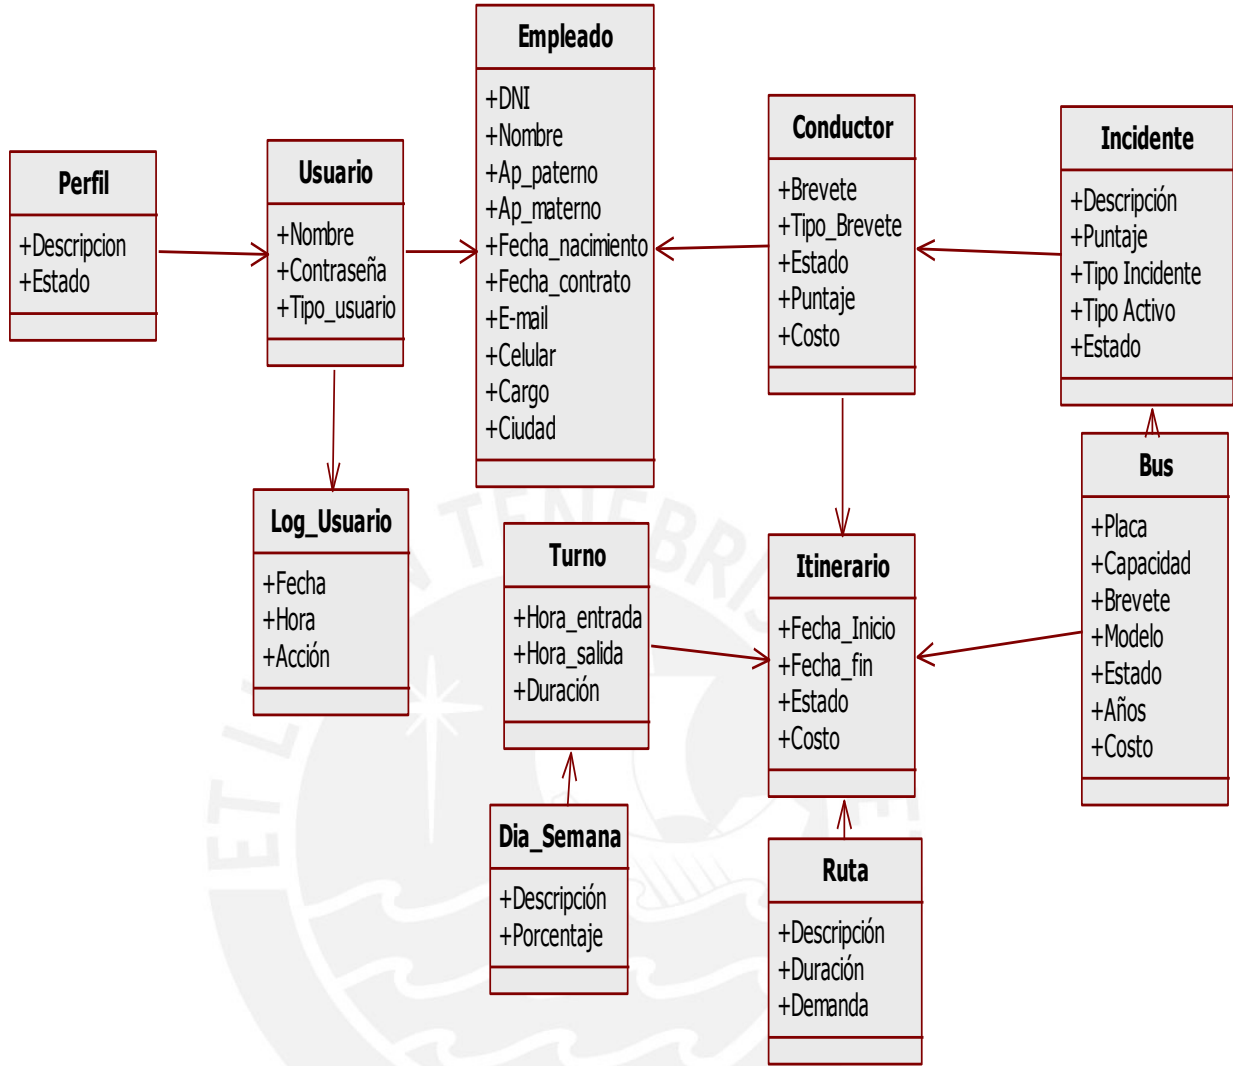 Perfil
+Descripcion
+Estado
Usuario
+Nombre
+Contraseña
+Tipo_usuario
Empleado
+DNI
+Nombre
+Ap_paterno
+Ap_materno
+Fecha_nacimiento
+Fecha_contrato
+E-mail
+Celular
+Cargo
+Ciudad
Conductor
+Brevete
+Tipo_Brevete
+Estado
+Puntaje
+Costo
Incidente
+Descripción
+Puntaje
+Tipo Incidente
+Tipo Activo
+Estado
Log_Usuario
+Fecha
+Hora
+Acción
Turno
+Hora_entrada
+Hora_salida
+Duración
Itinerario
+Fecha_Inicio
+Fecha_fin
+Estado
+Costo
Bus
+Placa
+Capacidad
+Brevete
+Modelo
+Estado
+Años
+Costo
Dia_Semana
+Descripción
+Porcentaje
Ruta
+Descripción
+Duración
+Demanda